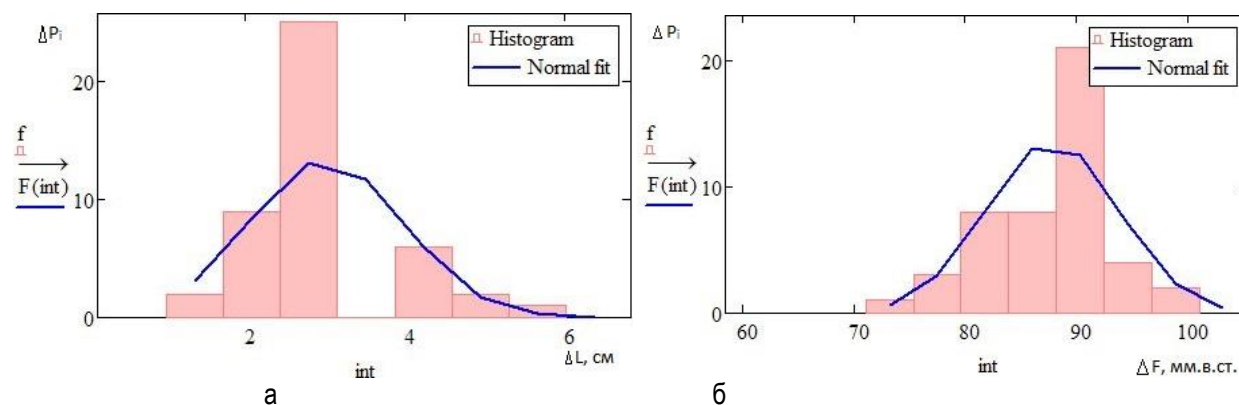 ΔPi
Histogram
Normal fit
20
f
F(int)
10
0
2
4
6
ΔL, см
int
а
Δ Pi
Histogram
Normal fit
20
f
F(int)
10
0
60
70
80
90
100
int
ΔF, мм.в.ст.
б